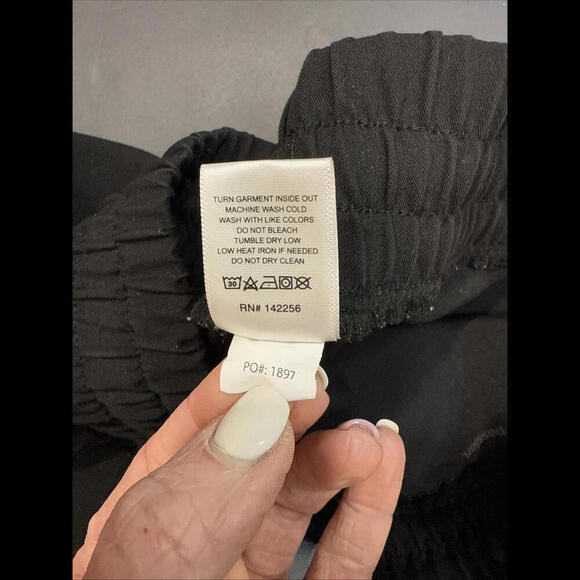 TURN GARMENT INSIDE OUT
MACHINE WASH COLD
WASH WITH LIKE COLORS
DO NOT BLEACH
TUMBLE DRY LOW
LOW HEAT IRON IF NEEDED
DO NOT DRY CLEAN
30
RN# 142256
PO#: 1897